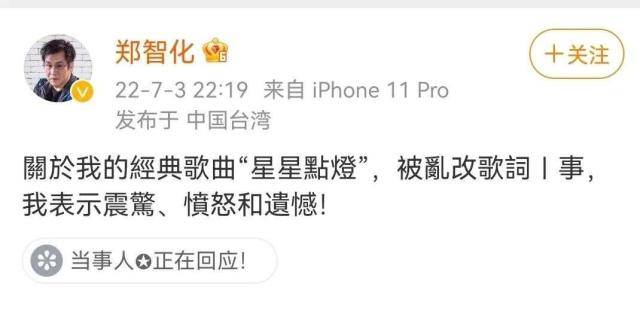 郑智化
+关注
22-7-3 22:19 来自 iPhone 11 Pro
发布于 中国台湾
關於我的經典歌曲“星星點燈”，被亂改歌詞丨事，
我表示震驚、憤怒和遺憾！
当事人✪正在回应！